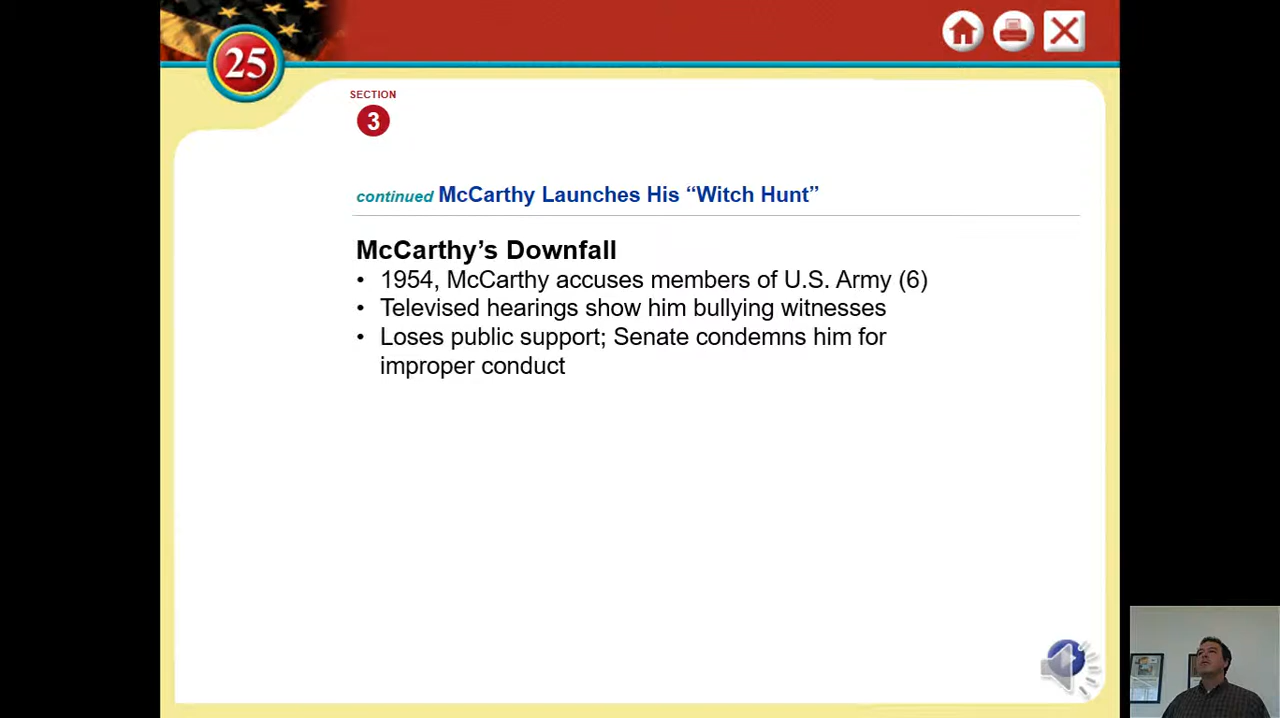 25
SECTION
3
continued McCarthy Launches His “Witch Hunt”
McCarthy’s Downfall
• 1954, McCarthy accuses members of U.S. Army (6)
• Televised hearings show him bullying witnesses
• Loses public support; Senate condemns him for
improper conduct